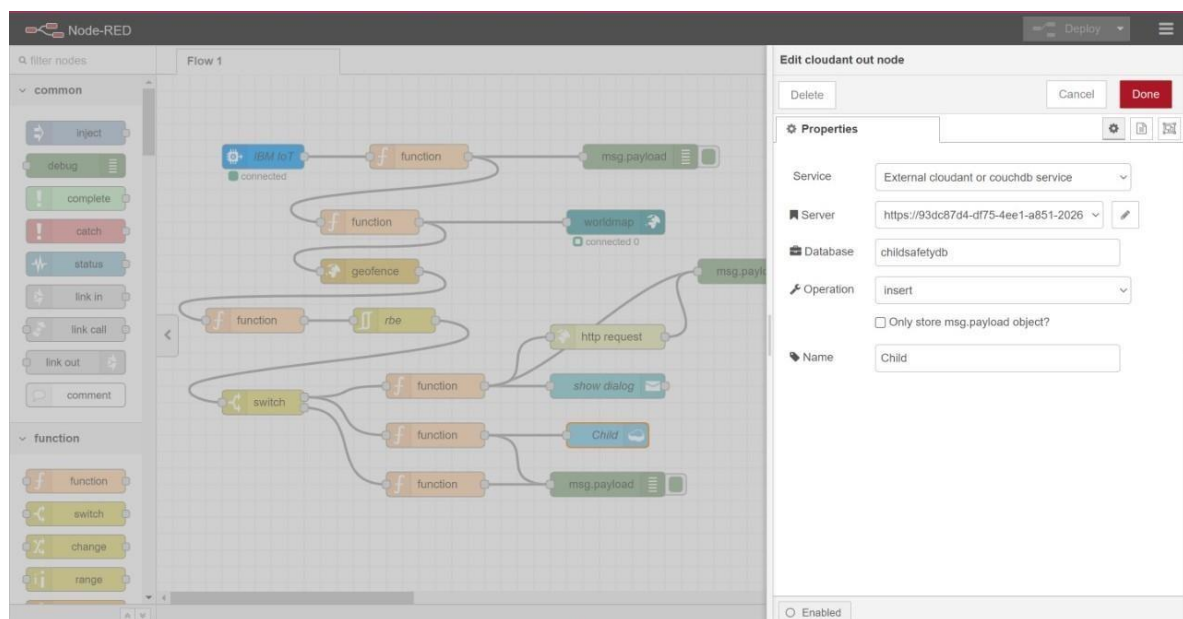 Node-RED
Deploy
filter nodes
Flow 1
common
inject
debug
complete
catch
status
link in
link call
link out
comment
function
function
switch
change
range
IBM IoT
connected
function
msg.payload
function
worldmap
connected 0
geofence
msg.paylo
function
rbe
http request
switch
function
show dialog
function
Child
function
msg.payload
Edit cloudant out node
Delete
Cancel
Done
Properties
Service
External cloudant or couchdb service
Server
https://93dc87d4-df75-4ee1-a851-2026
Database
childsafetydb
Operation
insert
Only store msg.payload object?
Name
Child
Enabled